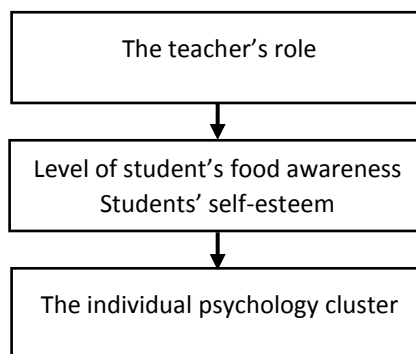 The teacher’s role
Level of student’s food awareness
Students’ self-esteem
The individual psychology cluster